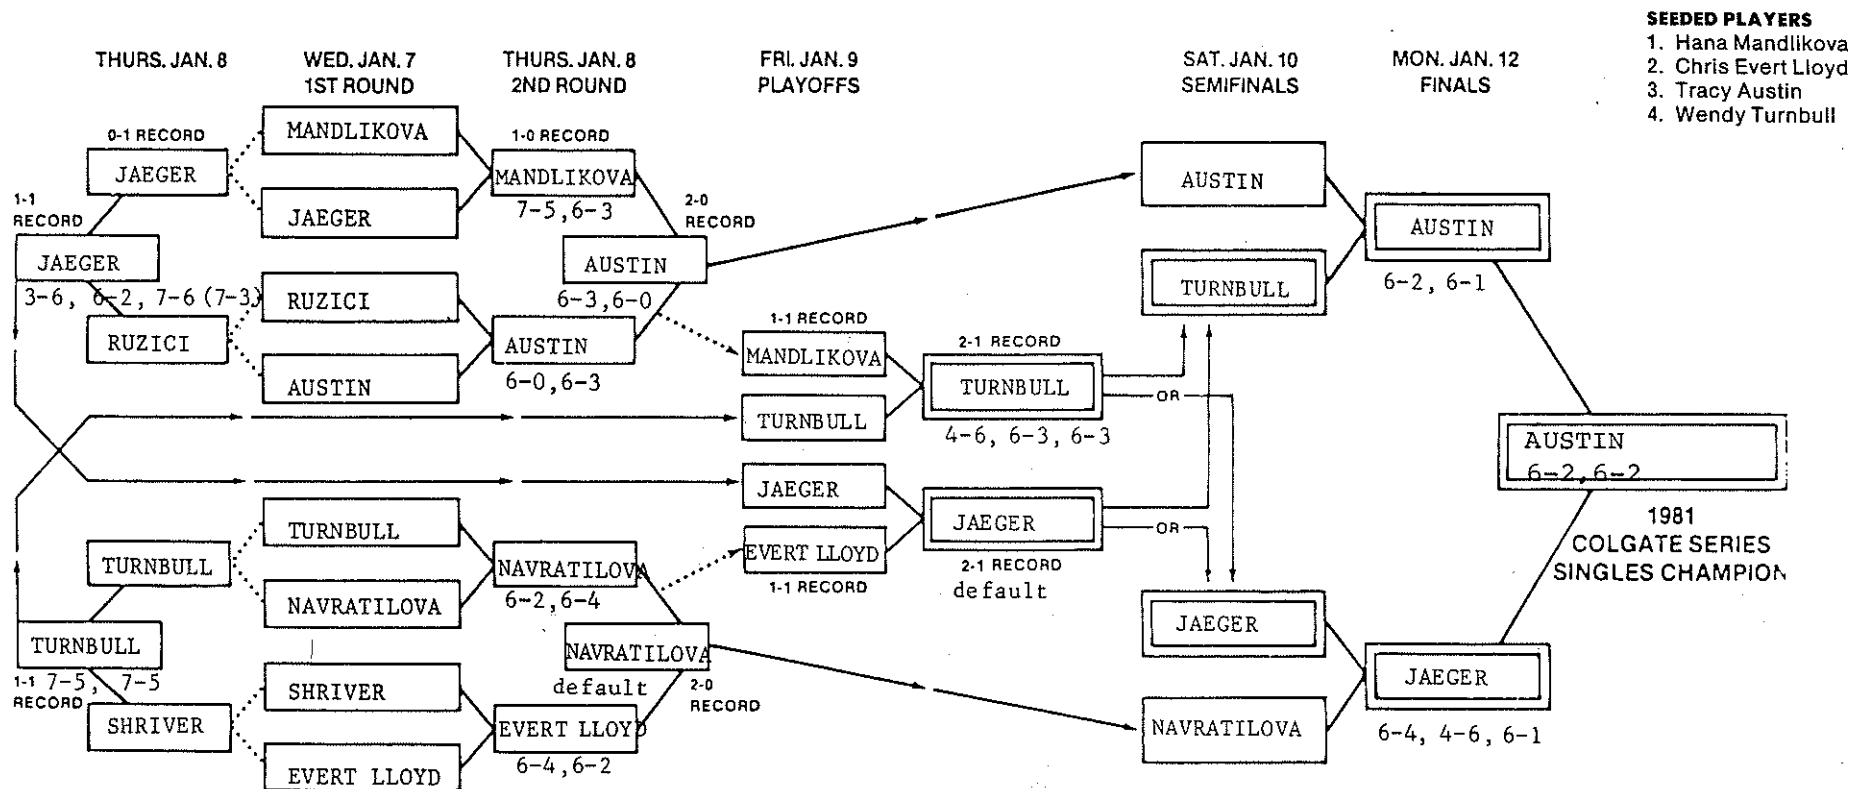 SEEDED PLAYERS
1. Hana Mandlikova
2. Chris Evert Lloyd
3. Tracy Austin
4. Wendy Turnbull
THURS. JAN. 8
WED. JAN. 7
1ST ROUND
THURS. JAN. 8
2ND ROUND
FRI. JAN. 9
PLAYOFFS
SAT. JAN. 10
SEMIFINALS
MON. JAN. 12
FINALS
0-1 RECORD
JAEGER
1-1
RECORD
JAEGER
3-6, 6-2, 7-6 (7-3)
RUZICI
MANDLIKOVA
JAEGER
RUZICI
AUSTIN
1-0 RECORD
MANDLIKOVA
7-5,6-3
2-0
RECORD
AUSTIN
6-3,6-0
AUSTIN
6-0,6-3
1-1 RECORD
MANDLIKOVA
TURNBULL
2-1 RECORD
TURNBULL
4-6, 6-3, 6-3
OR
AUSTIN
TURNBULL
AUSTIN
6-2, 6-1
AUSTIN
6-2,6-2
1981
COLGATE SERIES
SINGLES CHAMPION
JAEGER
EVERT LLOYD
1-1 RECORD
JAEGER
2-1 RECORD
default
OR
TURNBULL
TURNBULL
1-1 7-5, 7-5
RECORD
SHRIVER
TURNBULL
NAVRATILOVA
SHRIVER
EVERT LLOYD
NAVRATILOVA
6-2,6-4
NAVRATILOVA
default
2-0
RECORD
EVERT LLOYD
6-4,6-2
JAEGER
NAVRATILOVA
JAEGER
6-4, 4-6, 6-1